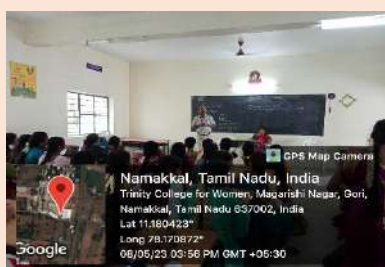 GPS Map Camera
Namakkal, Tamil Nadu, India
Trinity College for Women, Magarishi Nagar, Gori,
Namakkal, Tamil Nadu 637002, India
Lat 11.180423°
Long 78.170872°
08/05/23 03:56 PM GMT +05:30
Google